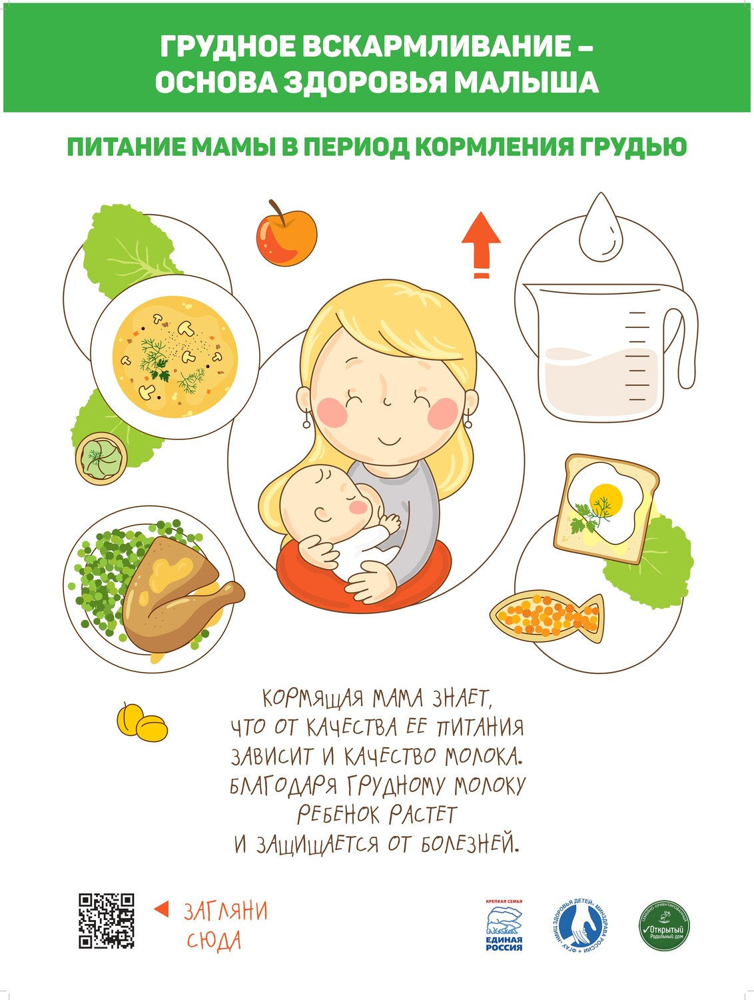 ГРУДНОЕ ВСКАРМЛИВАНИЕ –
ОСНОВА ЗДОРОВЬЯ МАЛЫША
ПИТАНИЕ МАМЫ В ПЕРИОД КОРМЛЕНИЯ ГРУДЬЮ
КОРМЯЩАЯ МАМА ЗНАЕТ,
ЧТО ОТ КАЧЕСТВА ЕЕ ПИТАНИЯ
ЗАВИСИТ И КАЧЕСТВО МОЛОКА.
БЛАГОДАРЯ ГРУДНОМУ МОЛОКУ
РЕБЕНОК РАСТЕТ
И ЗАЩИЩАЕТСЯ ОТ БОЛЕЗНЕЙ.
ЗАГЛЯНИ
СЮДА
КРЕПКАЯ СЕМЬЯ
ЕДИНАЯ
РОССИЯ
ФГАУ «НМИЦ ЗДОРОВЬЯ ДЕТЕЙ» МИНЗДРАВА РОССИИ
СЕМЕЙНО-ОРИЕНТИРОВАННЫЙ
Открытый
Родильный дом